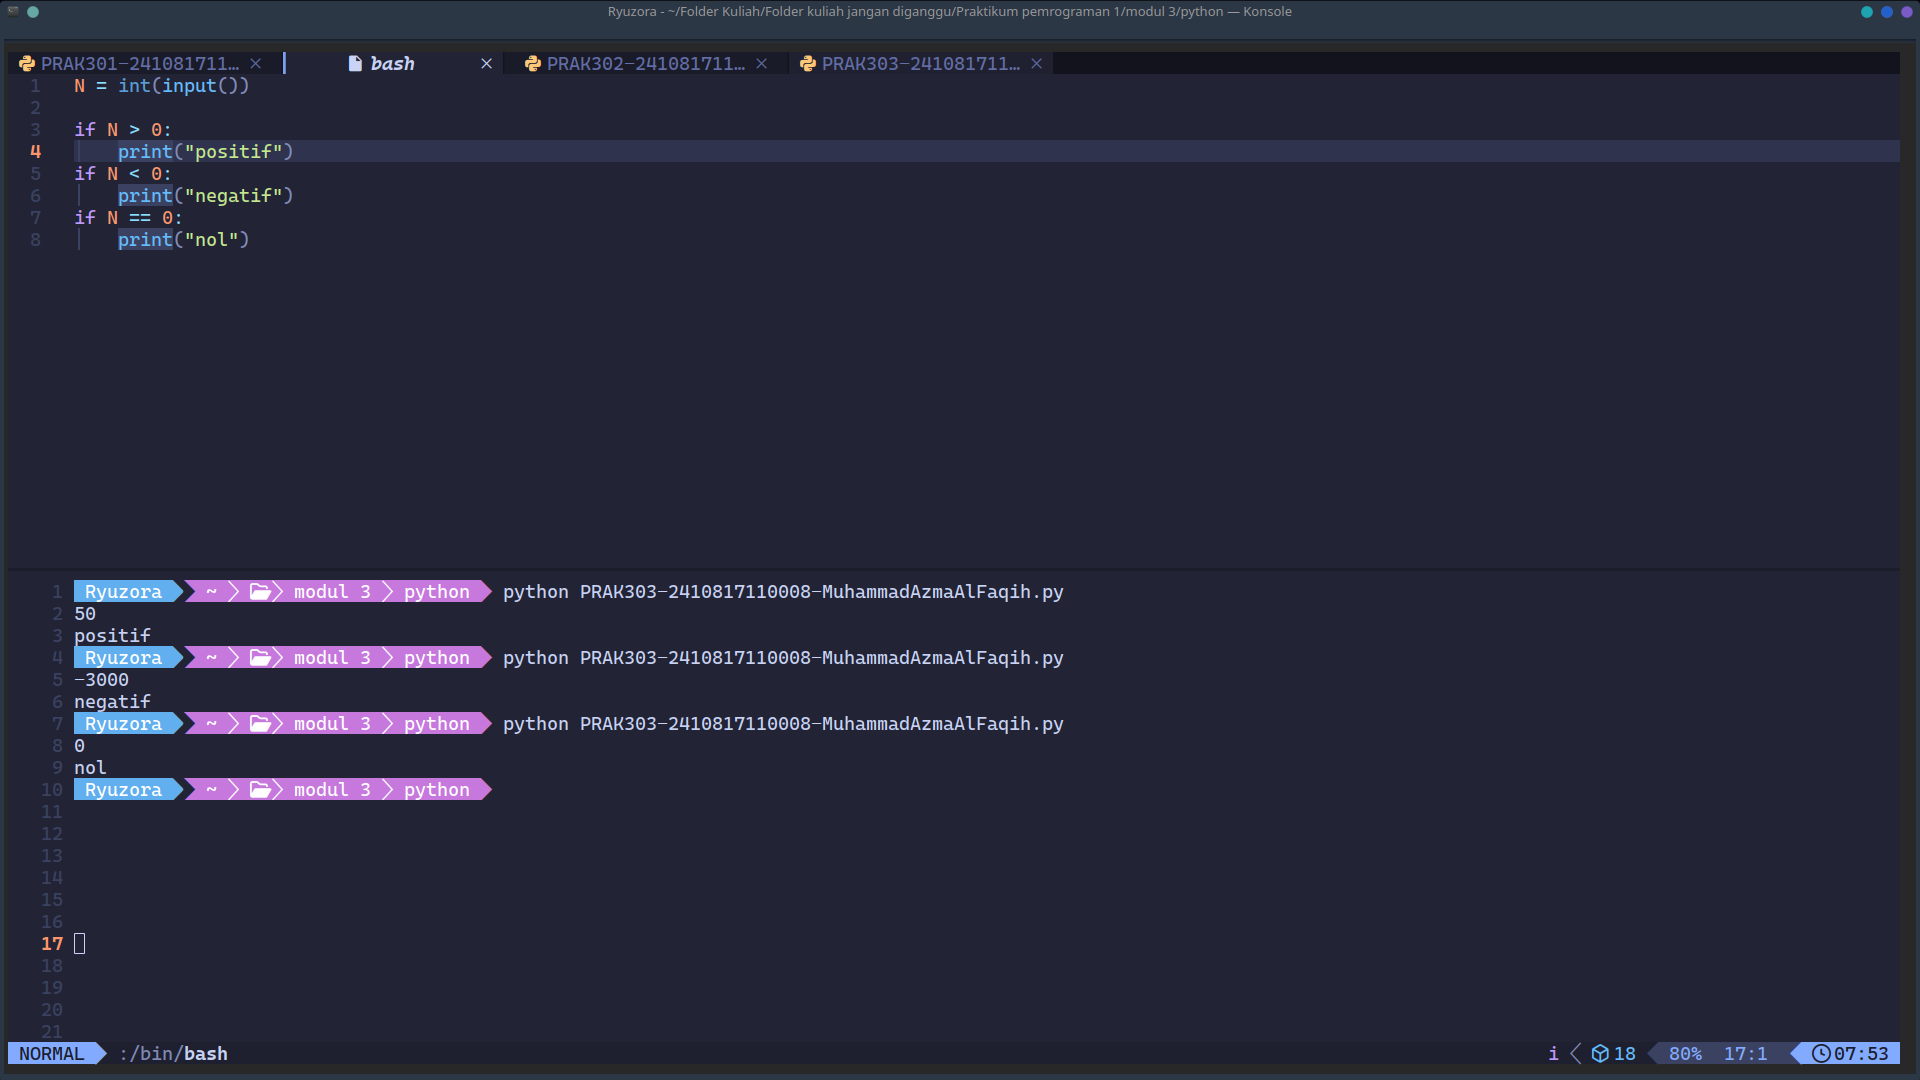 Ryuzora - ~/Folder Kuliah/Folder kuliah jangan diganggu/Praktikum pemrograman 1/modul 3/python — Konsole
PRAK301-241081711… × bash × PRAK302-241081711… × PRAK303-241081711… ×
1 N = int(input())
2
3 if N > 0:
4 print("positif")
5 if N < 0:
6 print("negatif")
7 if N == 0:
8 print("nol")
1 Ryuzora ~ modul 3 python python PRAK303-2410817110008-MuhammadAzmaAlFaqih.py
2 50
3 positif
4 Ryuzora ~ modul 3 python python PRAK303-2410817110008-MuhammadAzmaAlFaqih.py
5 -3000
6 negatif
7 Ryuzora ~ modul 3 python python PRAK303-2410817110008-MuhammadAzmaAlFaqih.py
8 0
9 nol
10 Ryuzora ~ modul 3 python
11
12
13
14
15
16
17
18
19
20
21
NORMAL :/bin/bash i 18 80% 17:1 07:53